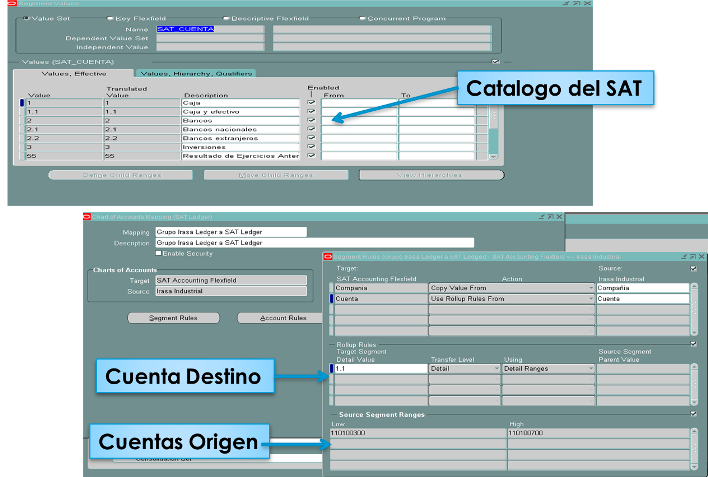 Segment Values
Value Set Key Flexfield Descriptive Flexfield Concurrent Program
Name SAT_CUENTA
Dependent Value Set
Independent Value
Values (SAT_CUENTA)
Values, Effective Values, Hierarchy, Qualifiers
Translated Enabled
Value Value Description From To
1 1 Caja
1.1 1.1 Caja y efectivo
2 2 Bancos
2.1 2.1 Bancos nacionales
2.2 2.2 Bancos extranjeros
3 3 Inversiones
55 55 Resultado de Ejercicios Anter
Define Child Ranges Move Child Ranges View Hierarchies
Catalogo del SAT
Chart of Accounts Mapping (SAT Ledger)
Mapping Grupo Irasa Ledger a SAT Ledger
Description Grupo Irasa Ledger a SAT Ledger
Enable Security
Charts of Accounts
Target SAT Accounting Flexfield
Source Irasa Industrial
Segment Rules Account Rules
Segment Rules (Grupo Irasa Ledger a SAT Ledger) - SAT Accounting Flexfield <-- Irasa Industrial
Target: Source:
SAT Accounting Flexfield Action Irasa Industrial
Compania Copy Value From Compañia
Cuenta Use Rollup Rules From Cuenta
Rollup Rules
Target Segment Source Segment
Detail Value Transfer Level Using Parent Value
1.1 Detail Detail Ranges
Source Segment Ranges
Low High
110100300 110100700
Cuenta Destino
Cuentas Origen
Consolidation Set